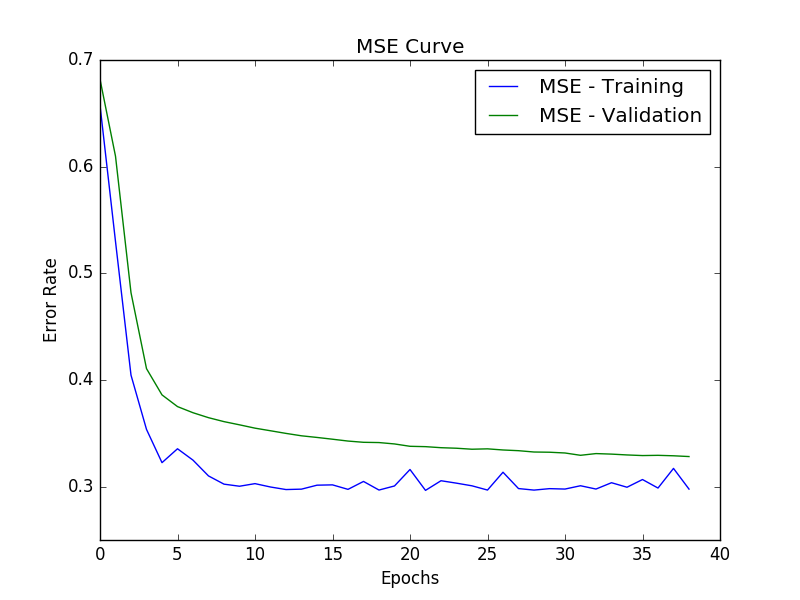 MSE Curve
0.7
0.6
0.5
0.4
0.3
Error Rate
MSE - Training
MSE - Validation
0 5 10 15 20 25 30 35 40
Epochs